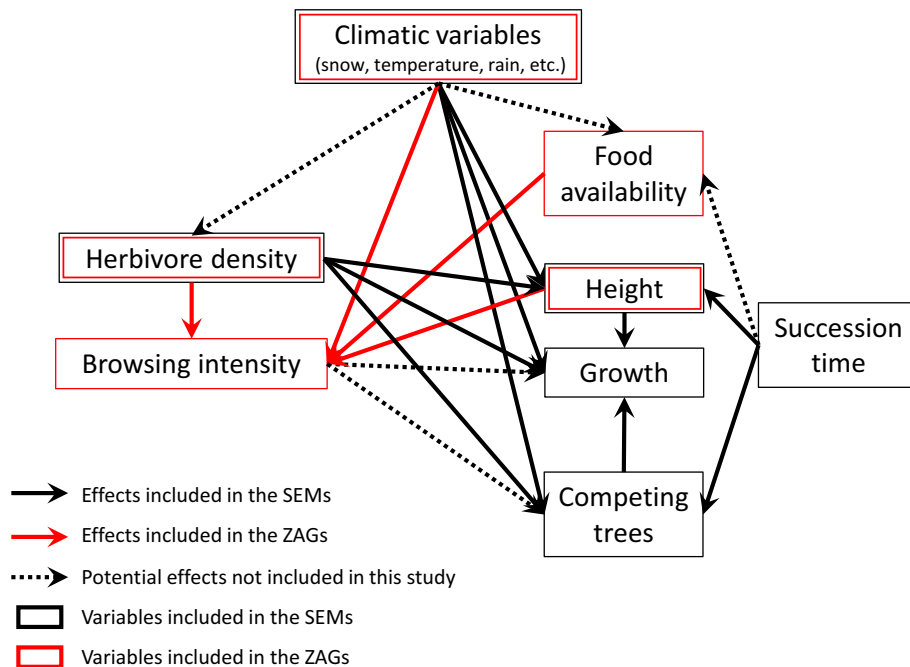 Climatic variables
(snow, temperature, rain, etc.)
Food
availability
Herbivore density
Height
Succession
time
Browsing intensity
Growth
Competing
trees
Effects included in the SEMs
Effects included in the ZAGs
Potential effects not included in this study
Variables included in the SEMs
Variables included in the ZAGs